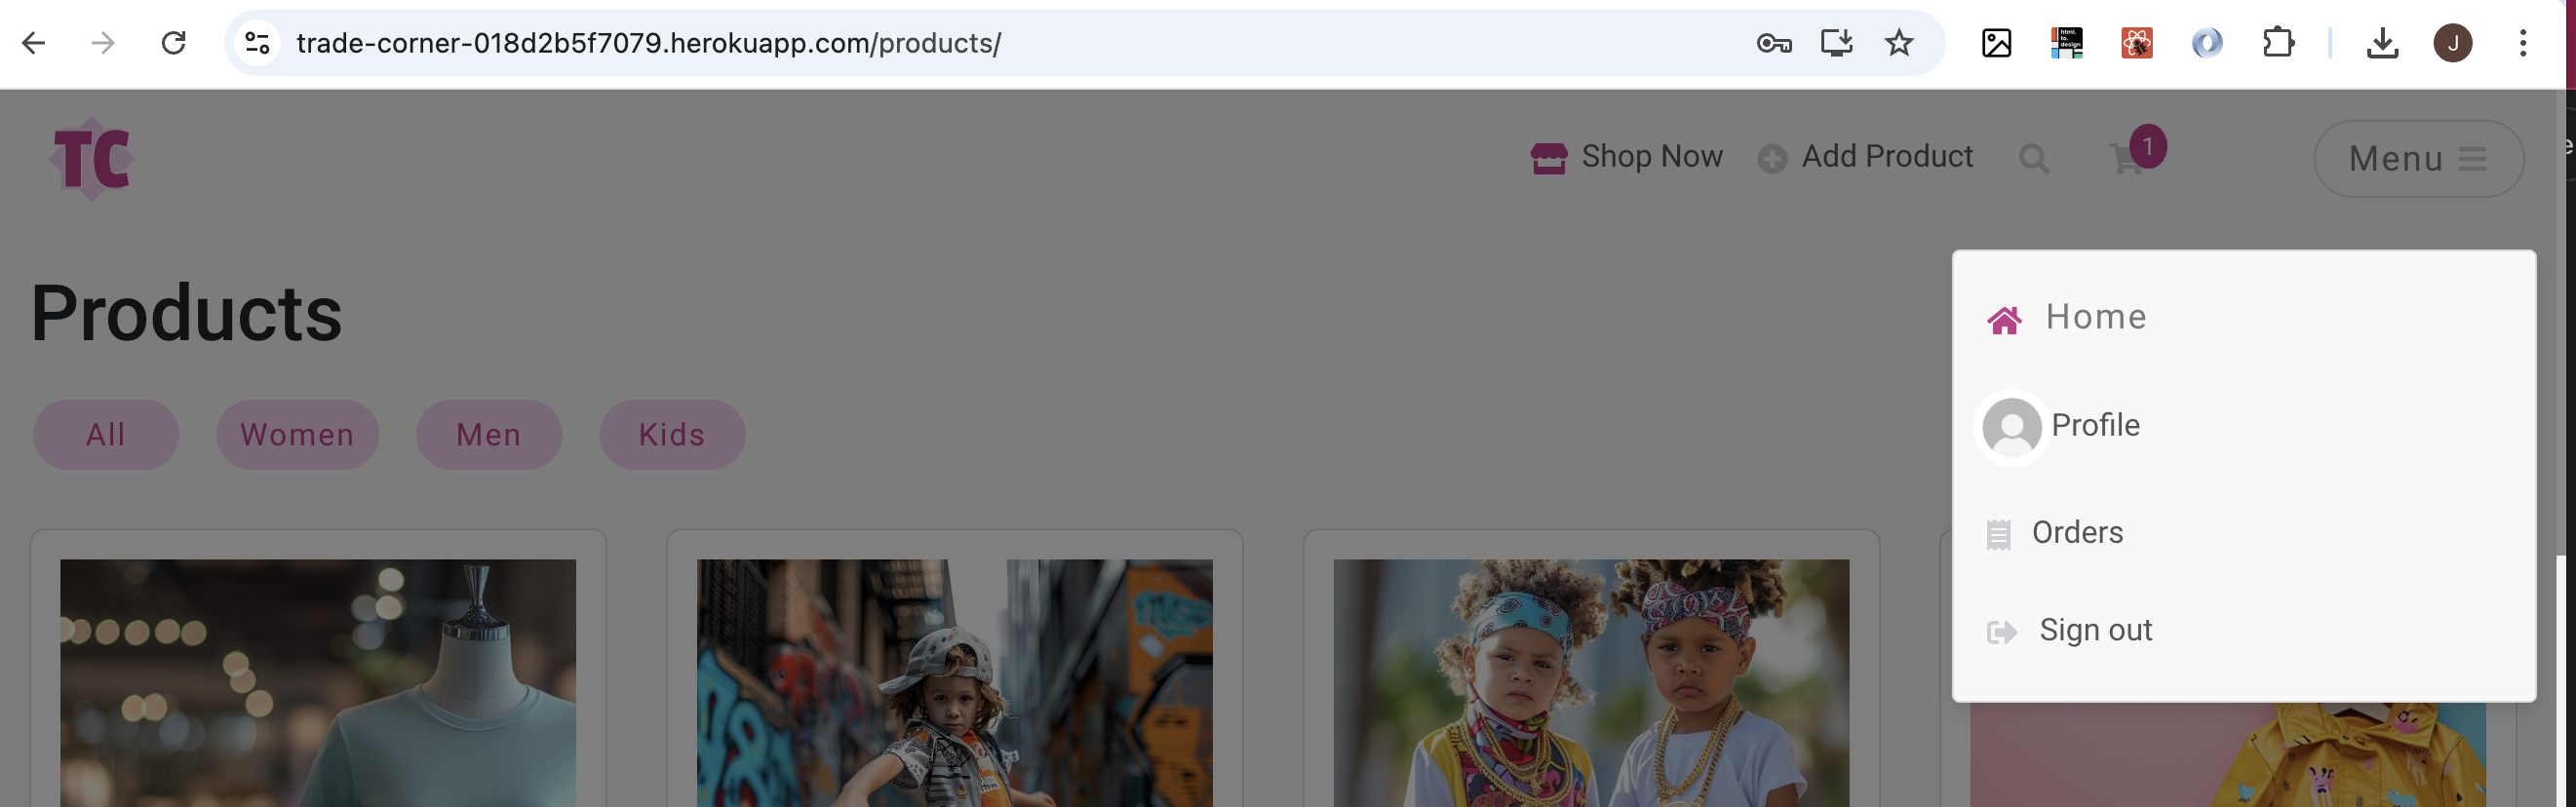 trade-corner-018d2b5f7079.herokuapp.com/products/
J
TC
Shop Now
Add Product
1
Menu
Products
All
Women
Men
Kids
Home
Profile
Orders
Sign out